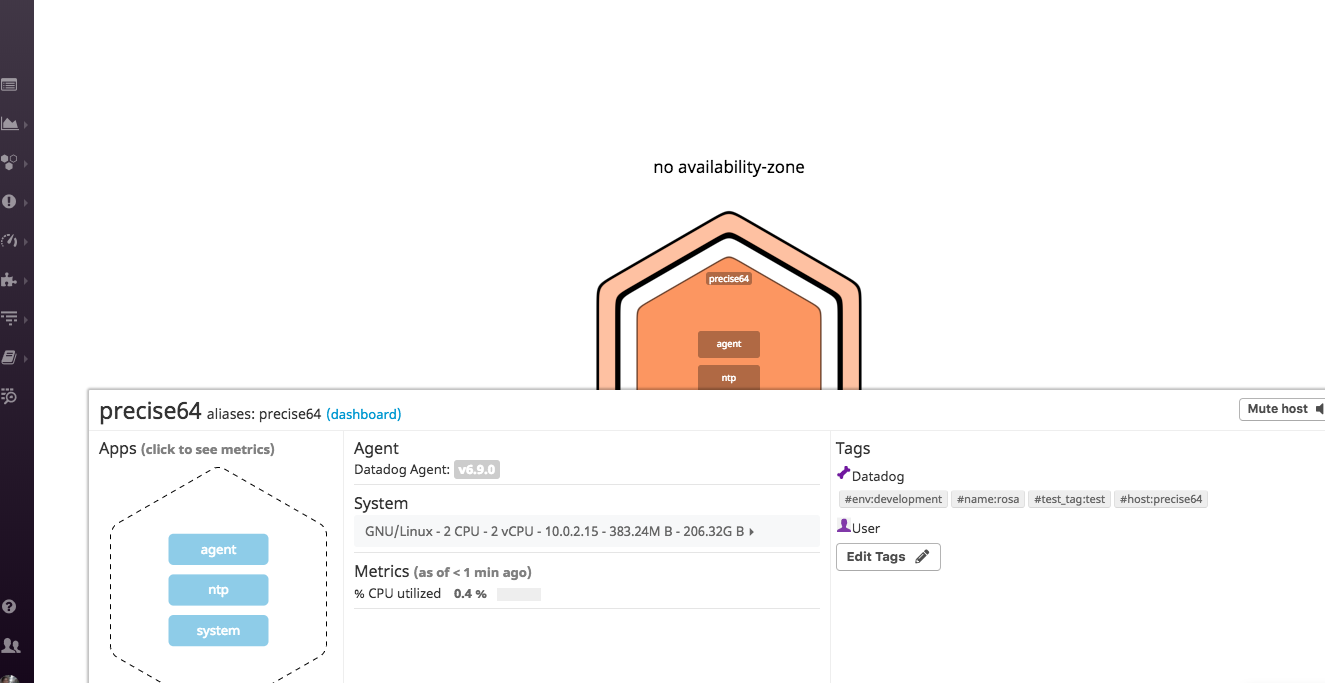 no availability-zone
precise64
agent
ntp
precise64 aliases: precise64 (dashboard)
Mute host
Apps (click to see metrics)
agent
ntp
system
Agent
Datadog Agent: v6.9.0
System
GNU/Linux - 2 CPU - 2 vCPU - 10.0.2.15 - 383.24M B - 206.32G B
Metrics (as of < 1 min ago)
% CPU utilized 0.4 %
Tags
Datadog
#env:development #name:rosa #test_tag:test #host:precise64
User
Edit Tags